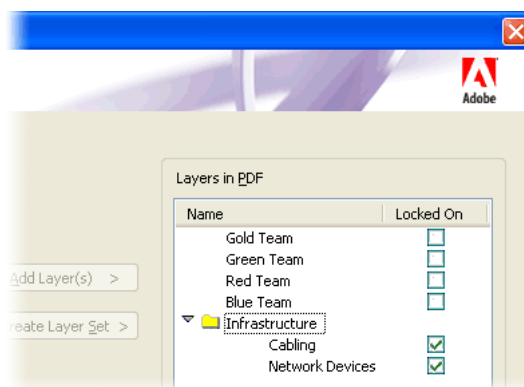 Adobe
Layers in PDF
Name Locked On
Gold Team
Green Team
Red Team
Blue Team
Add Layer(s) >
Infrastructure
reate Layer Set >
Cabling
Network Devices